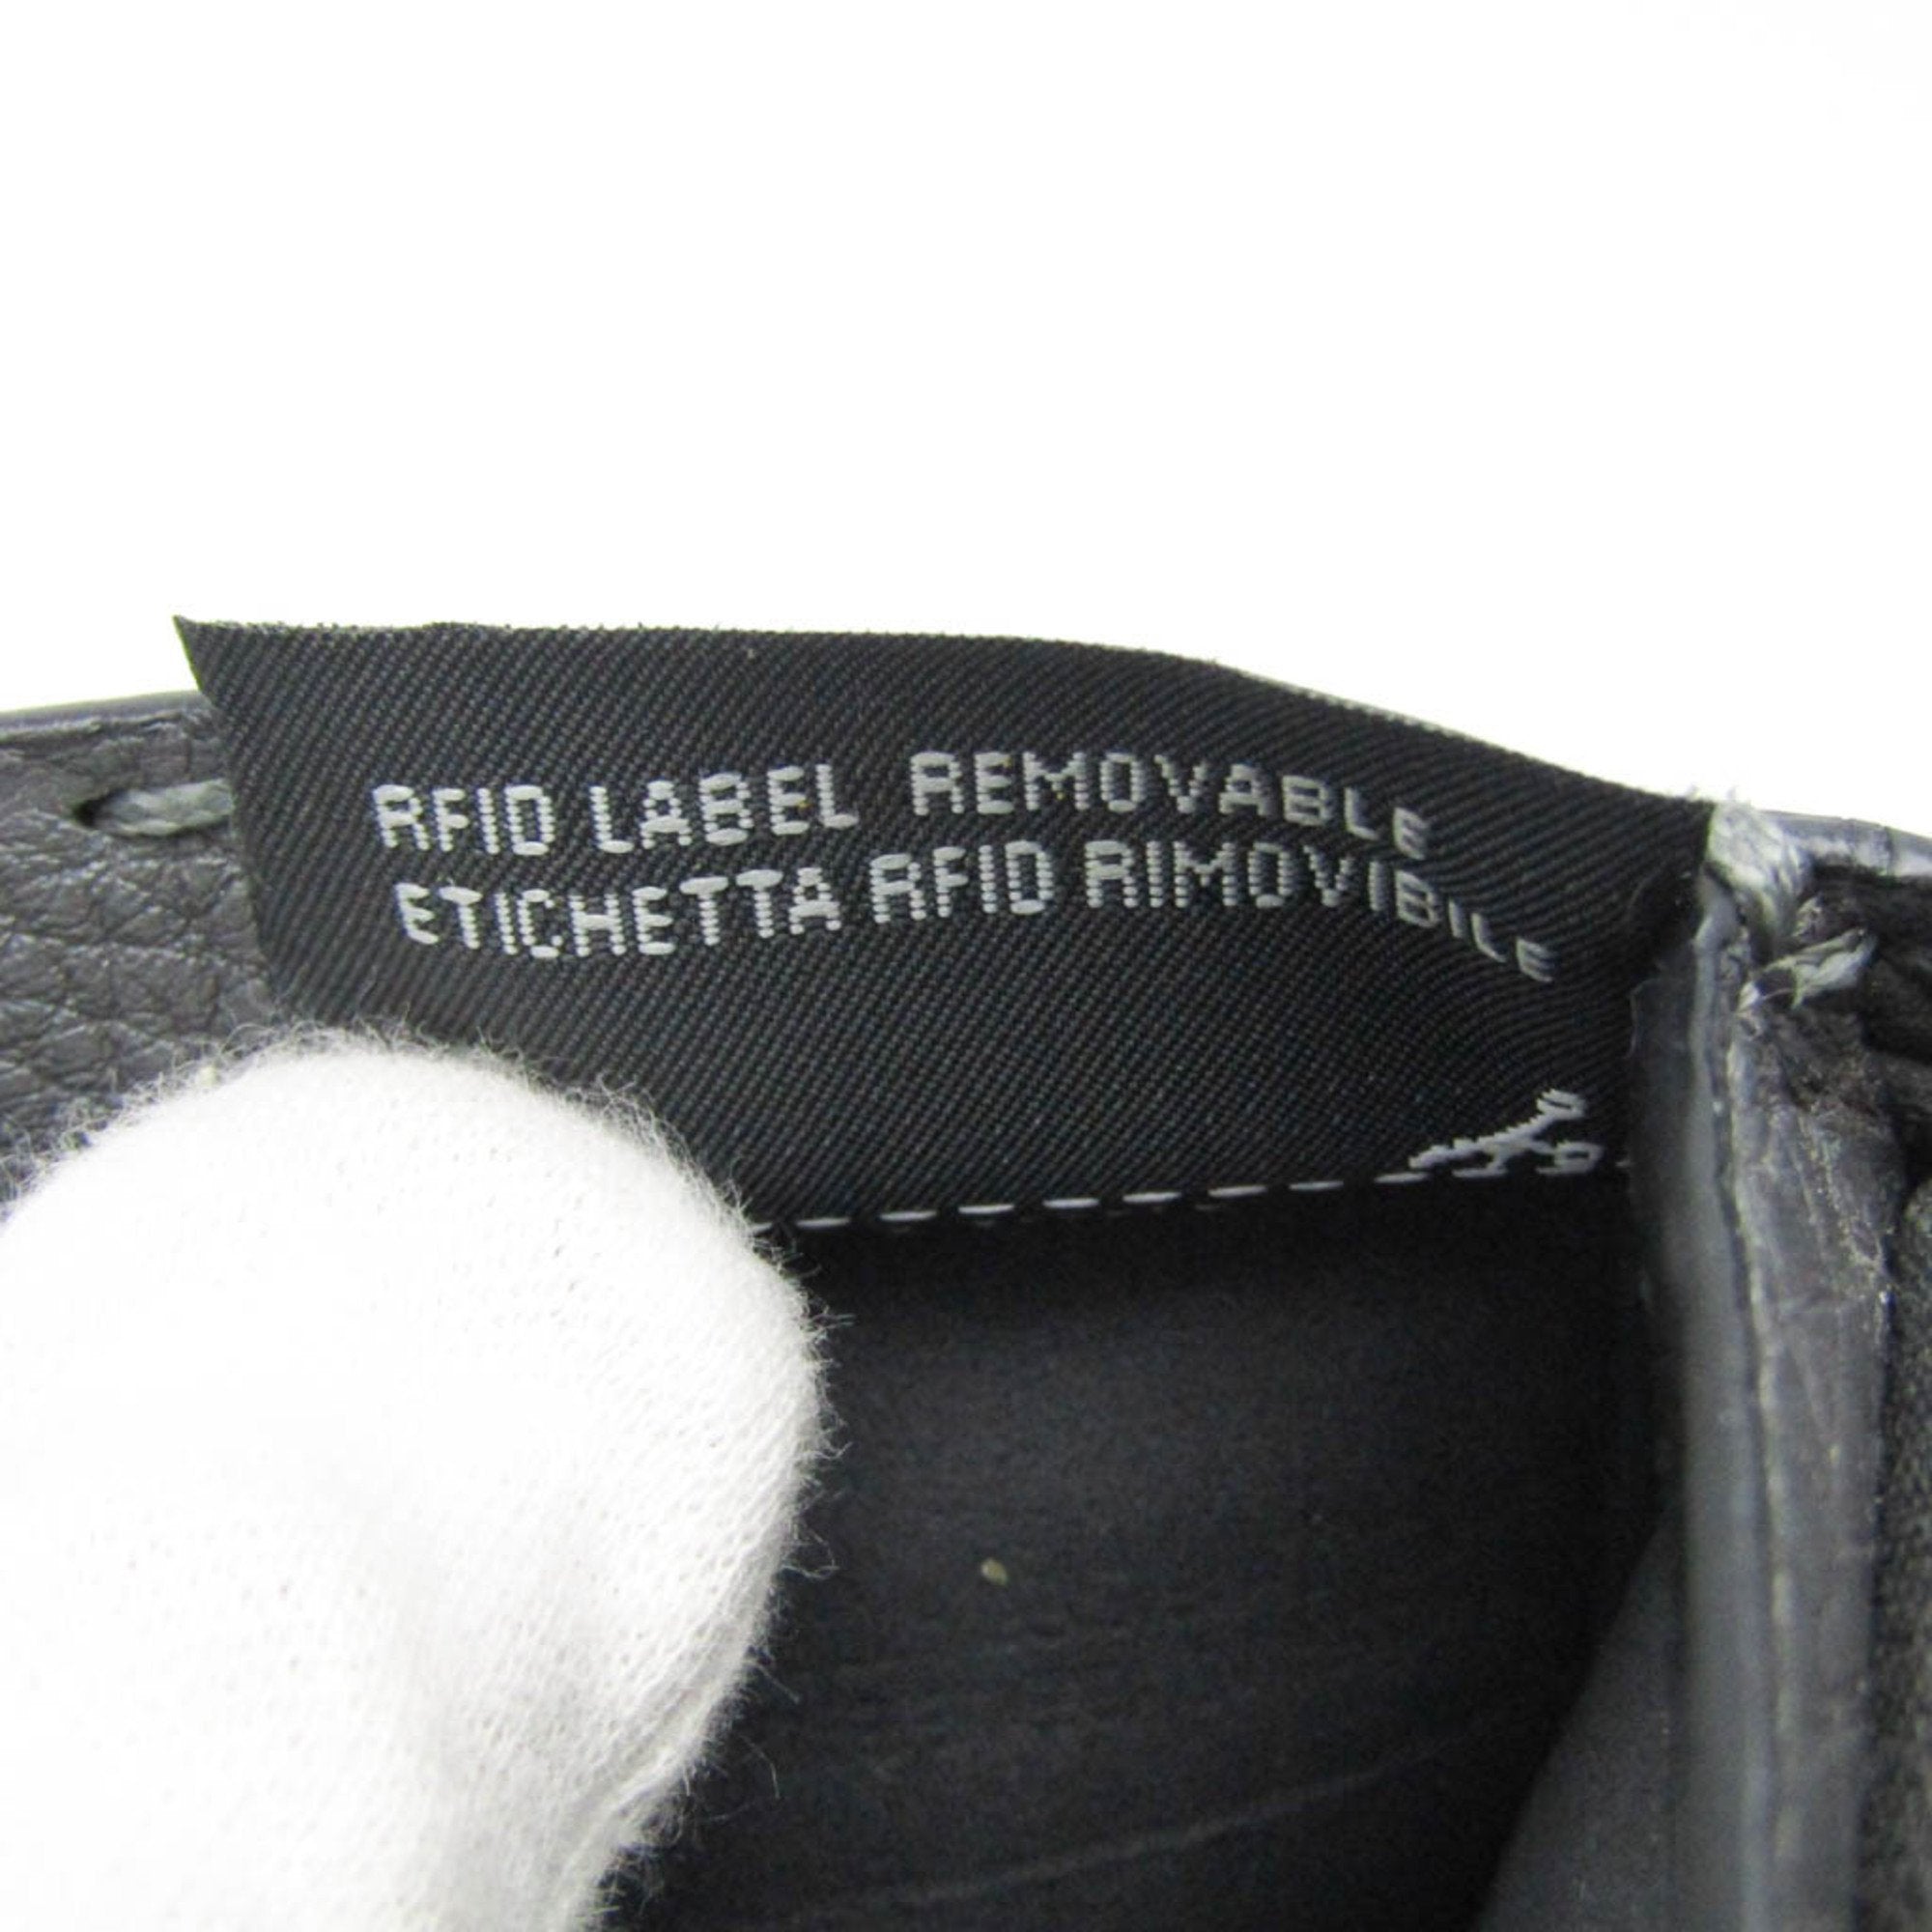 RFID LABEL REMOVABLE
ETICHETTA RFID RIMOVIBILE